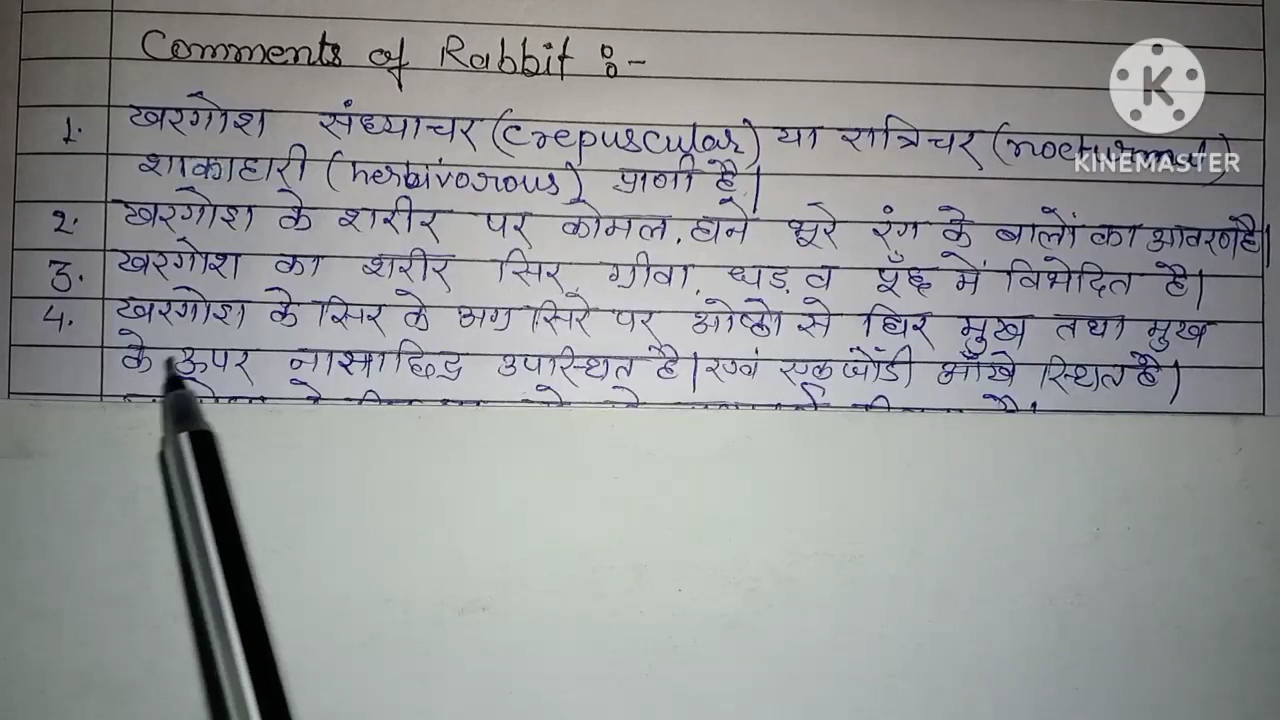 Comments of Rabbit :-
1. खरगोश संध्याचर (Crepuscular) या रात्रिचर (nocturnal)
शाकाहारी (herbivorous) प्राणी है।
2. खरगोश के शरीर पर कोमल, घने भूरे रंग के बालों का आवरण है।
3. खरगोश का शरीर सिर, ग्रीवा, धड़ व पूँछ में विभेदित है।
4. खरगोश के सिर के अग्र सिरे पर ओष्ठो से घिर मुख तथा मुख
के ऊपर नासाछिद्र उपस्थित है। एवं एक जोडी आँखे स्थित है।
K
KINEMASTER